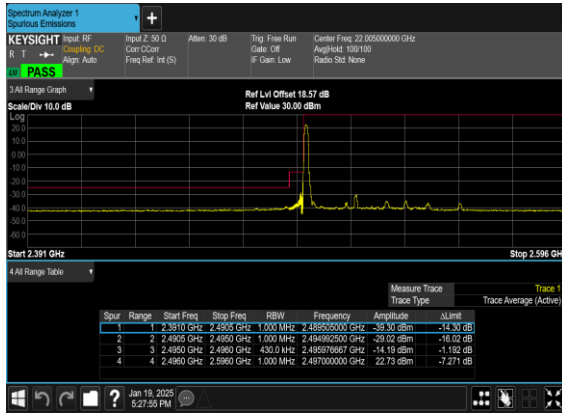 Spectrum Analyzer 1
Spurious Emissions
+
KEYSIGHT Input: RF Input Z: 50 Ω Atten: 30 dB Trig: Free Run Center Freq: 22.005000000 GHz
R T Coupling: DC Corr CCorr Gate: Off Avg|Hold: 100/100
Align: Auto Freq Ref: Int (S) IF Gain: Low Radio Std: None
PASS
3 All Range Graph Ref Lvl Offset 18.57 dB
Scale/Div 10.0 dB Ref Value 30.00 dBm
Log
20.0
10.0
0.00
-10.0
-20.0
-30.0
-40.0
-50.0
-60.0
Start 2.391 GHz Stop 2.596 GH
4 All Range Table
Measure Trace Trace 1
Trace Type Trace Average (Active)
Spur Range Start Freq Stop Freq RBW Frequency Amplitude ΔLimit
1 1 2.3910 GHz 2.4905 GHz 1.000 MHz 2.489505000 GHz -39.30 dBm -14.30 dB
2 2 2.4905 GHz 2.4950 GHz 1.000 MHz 2.494992500 GHz -29.02 dBm -16.02 dB
3 3 2.4950 GHz 2.4960 GHz 430.0 kHz 2.495976667 GHz -14.19 dBm -1.192 dB
4 4 2.4960 GHz 2.5960 GHz 1.000 MHz 2.497000000 GHz 22.73 dBm -7.271 dB
? Jan 19, 2025
5:27:55 PM